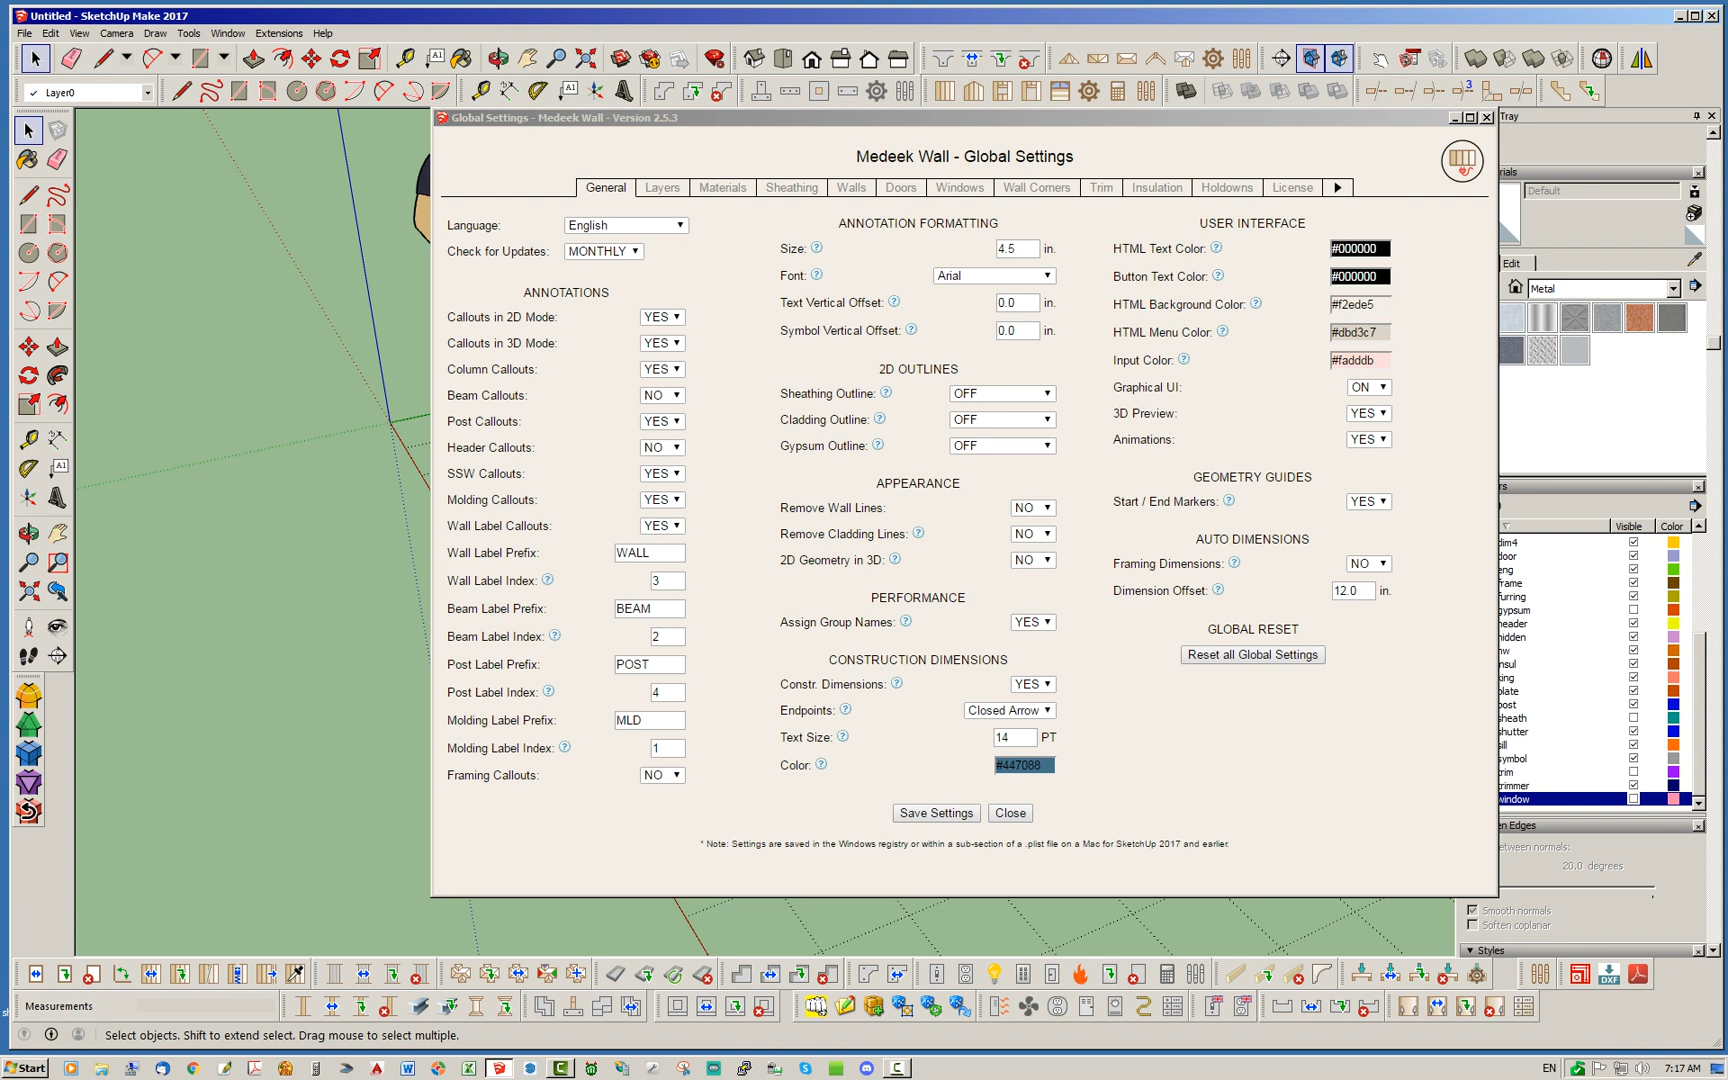 Untitled - SketchUp Make 2017
File Edit View Camera Draw Tools Window Extensions Help
Layer0
Global Settings - Medeek Wall - Version 2.5.3
Medeek Wall - Global Settings
General Layers Materials Sheathing Walls Doors Windows Wall Corners Trim Insulation Holdowns License
Language: English
Check for Updates: MONTHLY
ANNOTATIONS
Callouts in 2D Mode: YES
Callouts in 3D Mode: YES
Column Callouts: YES
Beam Callouts: NO
Post Callouts: YES
Header Callouts: NO
SSW Callouts: YES
Molding Callouts: YES
Wall Label Callouts: YES
Wall Label Prefix: WALL
Wall Label Index: 3
Beam Label Prefix: BEAM
Beam Label Index: 2
Post Label Prefix: POST
Post Label Index: 4
Molding Label Prefix: MLD
Molding Label Index: 1
Framing Callouts: NO
ANNOTATION FORMATTING
Size: 4.5 in.
Font: Arial
Text Vertical Offset: 0.0 in.
Symbol Vertical Offset: 0.0 in.
2D OUTLINES
Sheathing Outline: OFF
Cladding Outline: OFF
Gypsum Outline: OFF
APPEARANCE
Remove Wall Lines: NO
Remove Cladding Lines: NO
2D Geometry in 3D: NO
PERFORMANCE
Assign Group Names: YES
CONSTRUCTION DIMENSIONS
Constr. Dimensions: YES
Endpoints: Closed Arrow
Text Size: 14 PT
Color: #447088
USER INTERFACE
HTML Text Color: #000000
Button Text Color: #000000
HTML Background Color: #f2ede5
HTML Menu Color: #dbd3c7
Input Color: #fadddb
Graphical UI: ON
3D Preview: YES
Animations: YES
GEOMETRY GUIDES
Start / End Markers: YES
AUTO DIMENSIONS
Framing Dimensions: NO
Dimension Offset: 12.0 in.
GLOBAL RESET
Reset all Global Settings
Save Settings Close
* Note: Settings are saved in the Windows registry or within a sub-section of a .plist file on a Mac for SketchUp 2017 and earlier.
Tray
rials
Default
Edit
Metal
ers
Visible Color
dim4
door
eng
frame
furring
gypsum
header
hidden
hw
insul
king
plate
post
sheath
shutter
sill
symbol
trim
trimmer
window
en Edges
between normals:
20.0 degrees
Smooth normals
Soften coplanar
Styles
Measurements
Select objects. Shift to extend select. Drag mouse to select multiple.
Start
EN
7:17 AM